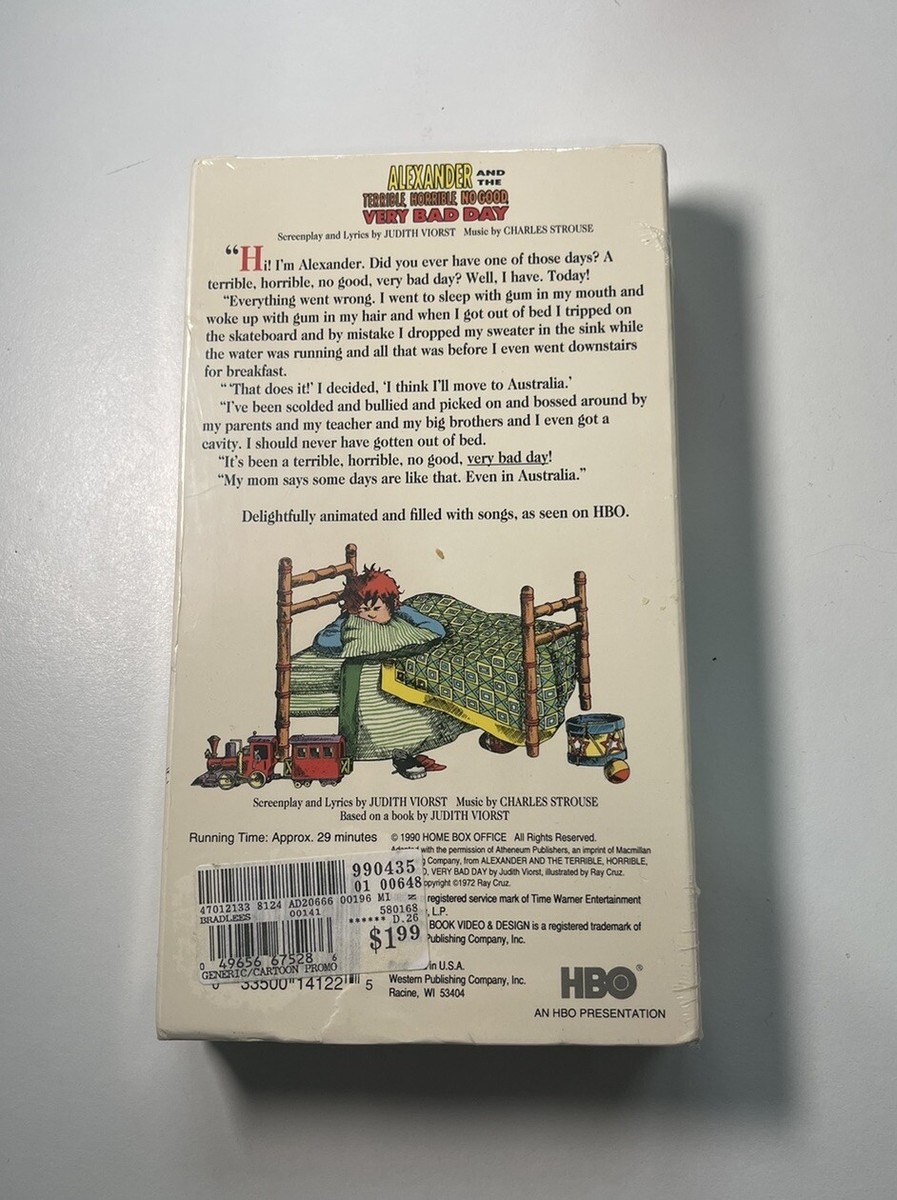 ALEXANDER AND THE
TERRIBLE, HORRIBLE, NO GOOD,
VERY BAD DAY
Screenplay and Lyrics by JUDITH VIORST Music by CHARLES STROUSE
“Hi! I'm Alexander. Did you ever have one of those days? A
terrible, horrible, no good, very bad day? Well, I have. Today!
“Everything went wrong. I went to sleep with gum in my mouth and
woke up with gum in my hair and when I got out of bed I tripped on
the skateboard and by mistake I dropped my sweater in the sink while
the water was running and all that was before I even went downstairs
for breakfast.
“‘That does it!’ I decided, ‘I think I'll move to Australia.’
“I've been scolded and bullied and picked on and bossed around by
my parents and my teacher and my big brothers and I even got a
cavity. I should never have gotten out of bed.
“It's been a terrible, horrible, no good, very bad day!
“My mom says some days are like that. Even in Australia.”
Delightfully animated and filled with songs, as seen on HBO.
Screenplay and Lyrics by JUDITH VIORST Music by CHARLES STROUSE
Based on a book by JUDITH VIORST
Running Time: Approx. 29 minutes
© 1990 HOME BOX OFFICE All Rights Reserved.
with the permission of Atheneum Publishers, an imprint of Macmillan
Company, from ALEXANDER AND THE TERRIBLE, HORRIBLE,
VERY BAD DAY by Judith Viorst, illustrated by Ray Cruz.
©1972 Ray Cruz.
registered service mark of Time Warner Entertainment
L.P.
BOOK VIDEO & DESIGN is a registered trademark of
Publishing Company, Inc.
in U.S.A.
Western Publishing Company, Inc.
Racine, WI 53404
990435
01 00648
47012133 8124 AD20666 00196 M1 N
BRADLEES 00141 580168
****** D.26
$1.99
0 49656 67528 6
GENERIC/CARTOON PROMO
0 33500 14122 5
HBO®
AN HBO PRESENTATION